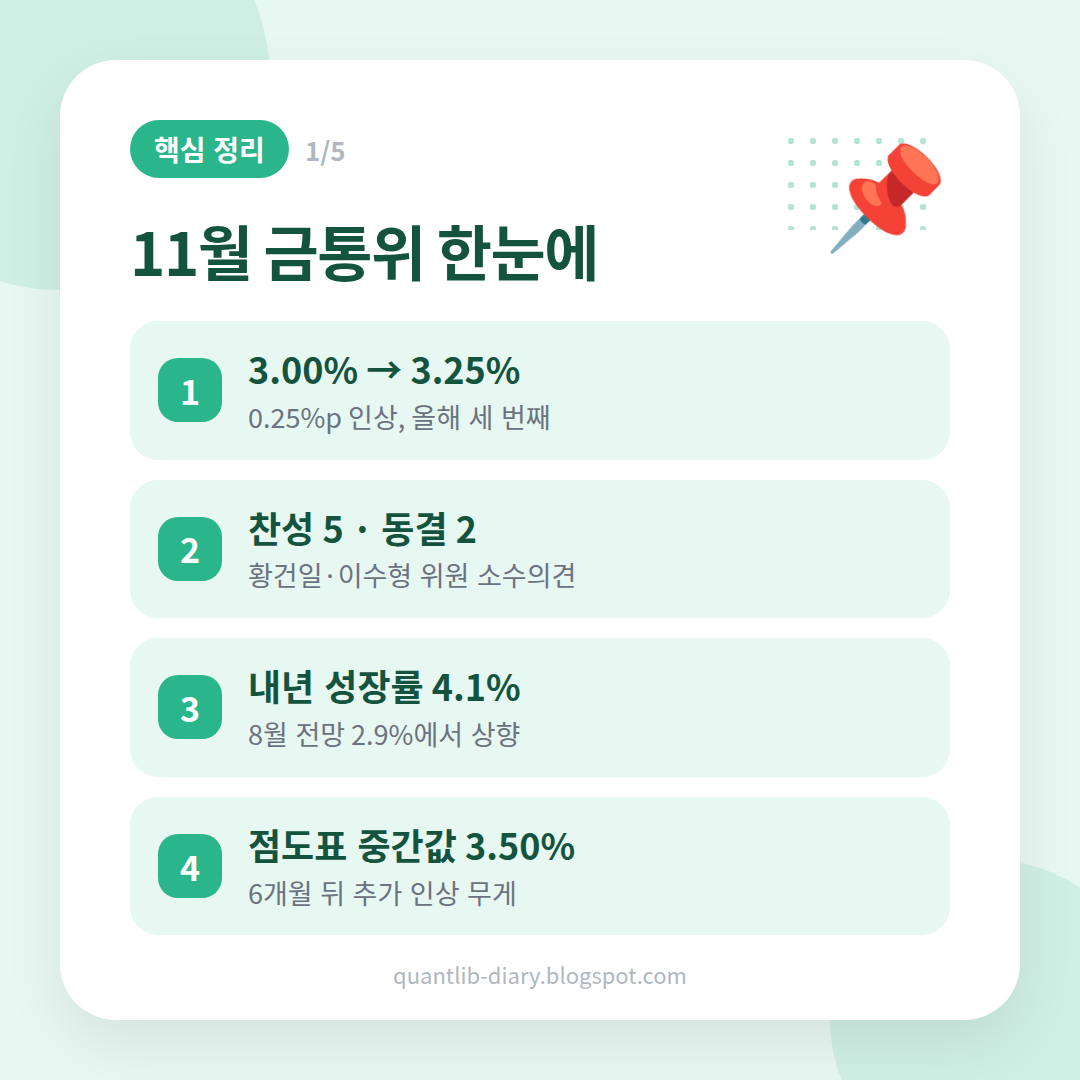 핵심 정리
1/5
11월 금통위 한눈에
1
3.00% → 3.25%
0.25%p 인상, 올해 세 번째
2
찬성 5 · 동결 2
황건일·이수형 위원 소수의견
3
내년 성장률 4.1%
8월 전망 2.9%에서 상향
4
점도표 중간값 3.50%
6개월 뒤 추가 인상 무게
quantlib-diary.blogspot.com